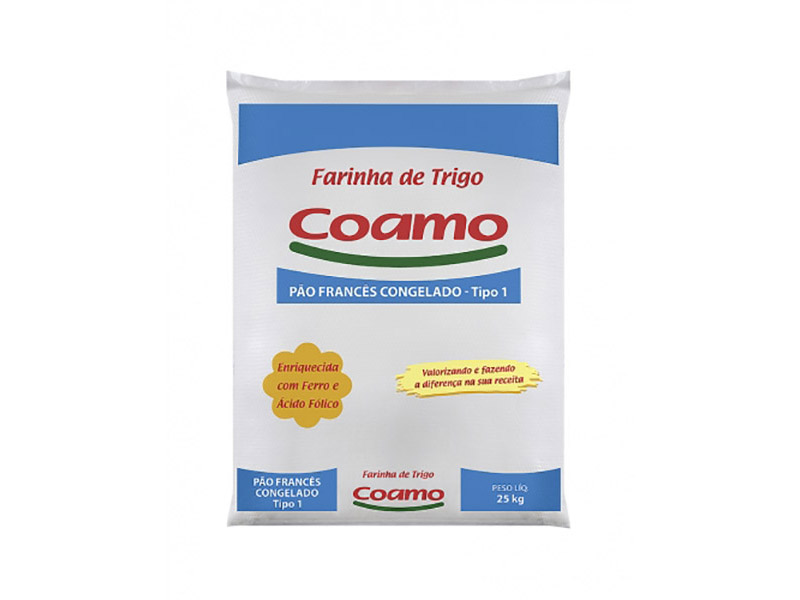 Farinha de Trigo
Coamo
PÃO FRANCÊS CONGELADO - Tipo 1
Enriquecida
com Ferro e
Ácido Fólico
Valorizando e fazendo
a diferença na sua receita
PÃO FRANCÊS
CONGELADO
Tipo 1
Farinha de Trigo
Coamo
PESO LÍQ.
25 kg